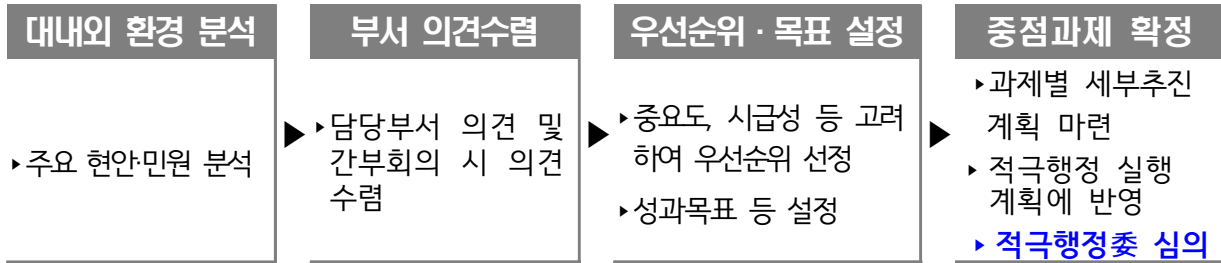 대내외 환경 분석
▸주요 현안·민원 분석
부서 의견수렴
▸담당부서 의견 및
간부회의 시 의견
수렴
우선순위·목표 설정
▸중요도, 시급성 등 고려
하여 우선순위 선정
▸성과목표 등 설정
중점과제 확정
▸과제별 세부추진
계획 마련
▸적극행정 실행
계획에 반영
▸적극행정委 심의